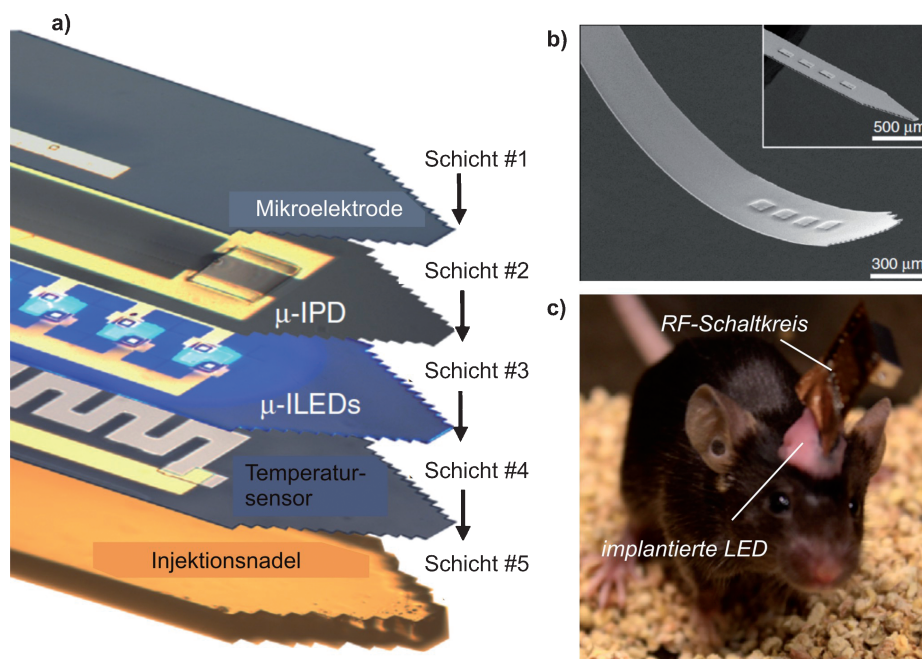 a)
Schicht #1
Mikroelektrode
Schicht #2
μ-IPD
Schicht #3
μ-ILEDs
Schicht #4
Temperatur-
sensor
Schicht #5
Injektionsnadel
b)
500 μm
300 μm
c)
RF-Schaltkreis
implantierte LED